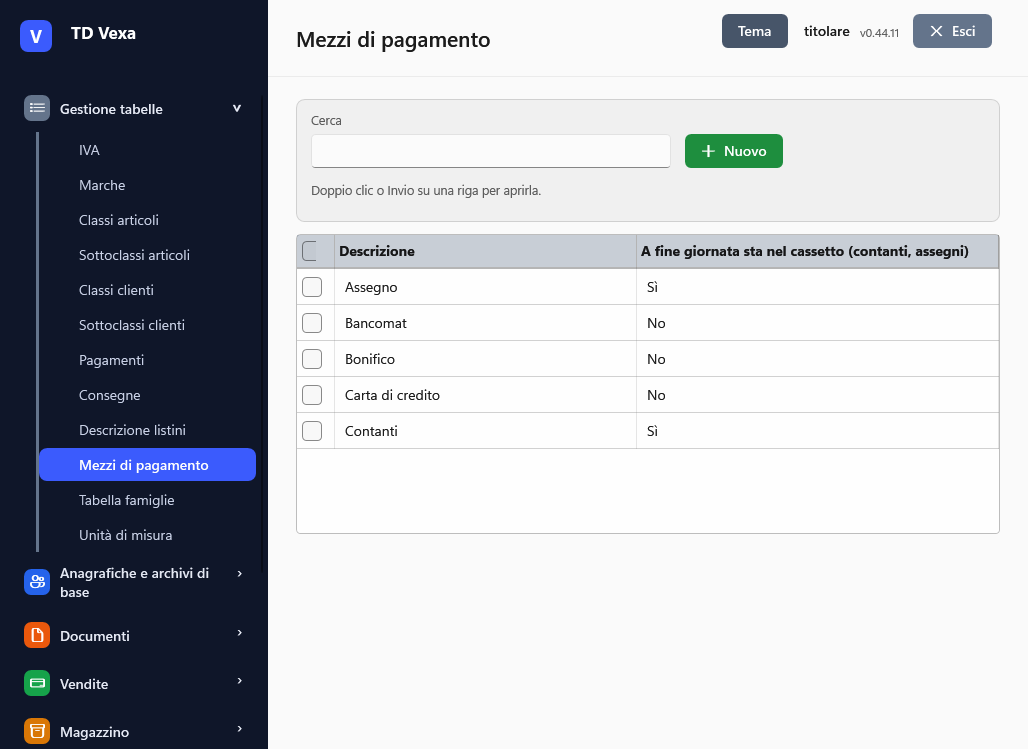 V
TD Vexa
Gestione tabelle
IVA
Marche
Classi articoli
Sottoclassi articoli
Classi clienti
Sottoclassi clienti
Pagamenti
Consegne
Descrizione listini
Mezzi di pagamento
Tabella famiglie
Unità di misura
Anagrafiche e archivi di
base
Documenti
Vendite
Magazzino
Mezzi di pagamento
Tema titolare v0.44.11 Esci
Cerca
Nuovo
Doppio clic o Invio su una riga per aprirla.
Descrizione A fine giornata sta nel cassetto (contanti, assegni)
Assegno Sì
Bancomat No
Bonifico No
Carta di credito No
Contanti Sì